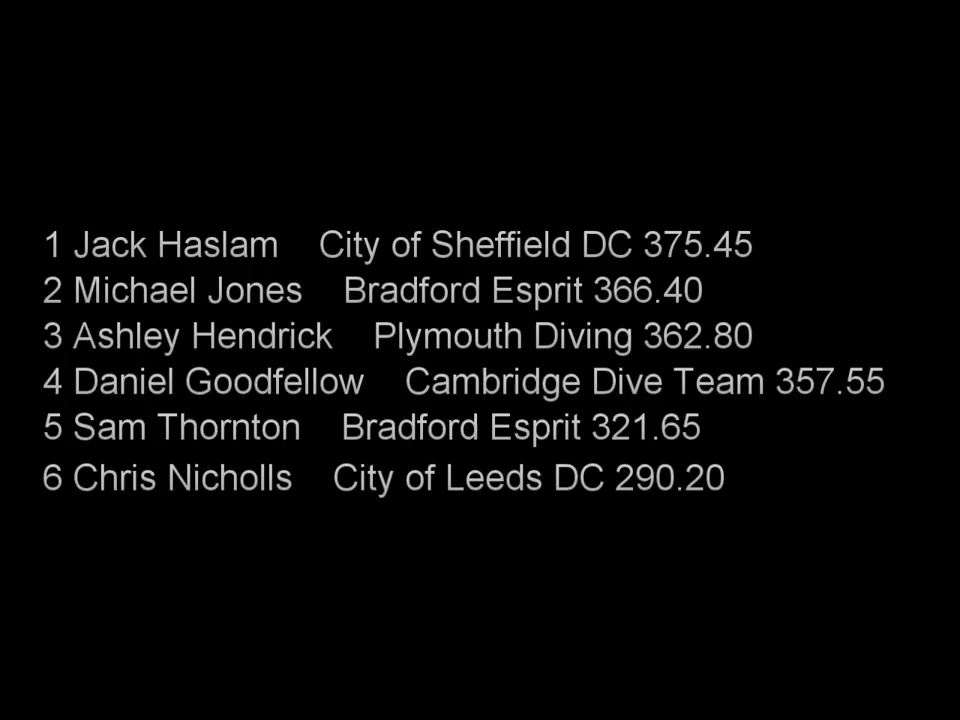 1 Jack Haslam City of Sheffield DC 375.45
2 Michael Jones Bradford Esprit 366.40
3 Ashley Hendrick Plymouth Diving 362.80
4 Daniel Goodfellow Cambridge Dive Team 357.55
5 Sam Thornton Bradford Esprit 321.65
6 Chris Nicholls City of Leeds DC 290.20